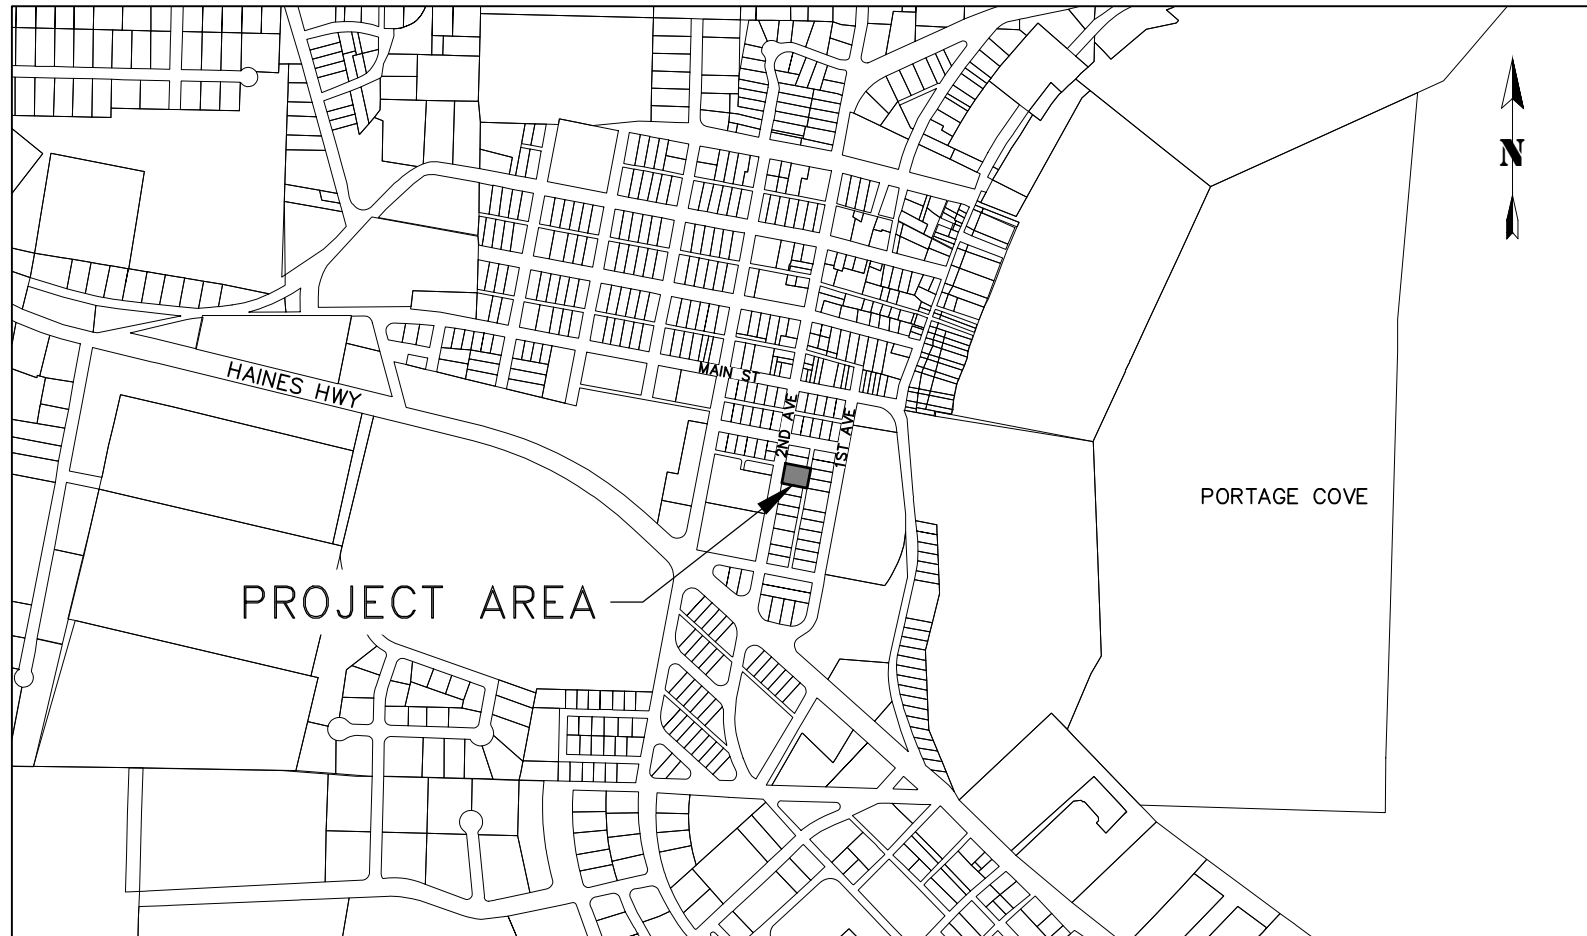 N
HAINES HWY
MAIN ST
2ND AVE
1ST AVE
PORTAGE COVE
PROJECT AREA